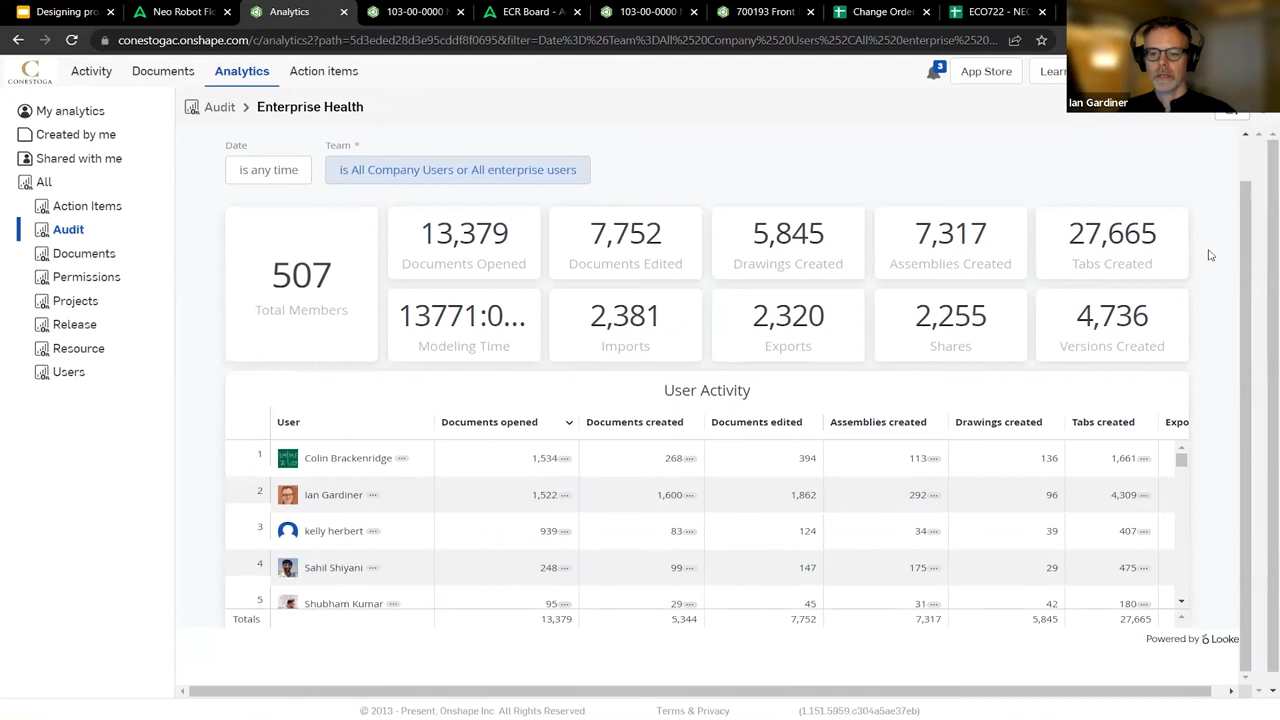 Designing pro
Neo Robot Fl
Analytics
103-00-0000
ECR Board - A
103-00-0000
700193 Front
Change Orde
ECO722 - NEO
conestogac.onshape.com/c/analytics2?path=5d3eded28d3e95cddf8f0695&filter=Date%3D%26Team%3DAll%2520Company%2520Users%252CAll%2520enterprise%2520...
CONESTOGA
Activity
Documents
Analytics
Action items
3
App Store
Learn
Ian Gardiner
My analytics
Created by me
Shared with me
All
Action Items
Audit
Documents
Permissions
Projects
Release
Resource
Users
Audit > Enterprise Health
Date
Team *
is any time
is All Company Users or All enterprise users
507
Total Members
13,379
Documents Opened
7,752
Documents Edited
5,845
Drawings Created
7,317
Assemblies Created
27,665
Tabs Created
13771:0...
Modeling Time
2,381
Imports
2,320
Exports
2,255
Shares
4,736
Versions Created
User Activity
User Documents opened Documents created Documents edited Assemblies created Drawings created Tabs created Expo
1 Colin Brackenridge 1,534 268 394 113 136 1,661
2 Ian Gardiner 1,522 1,600 1,862 292 96 4,309
3 kelly herbert 939 83 124 34 39 407
4 Sahil Shiyani 248 99 147 175 29 475
5 Shubham Kumar 95 29 45 31 42 180
Totals 13,379 5,344 7,752 7,317 5,845 27,665
Powered by Looke
© 2013 - Present, Onshape Inc. All Rights Reserved.
Terms & Privacy
(1.151.5959.c304a5ae37eb)